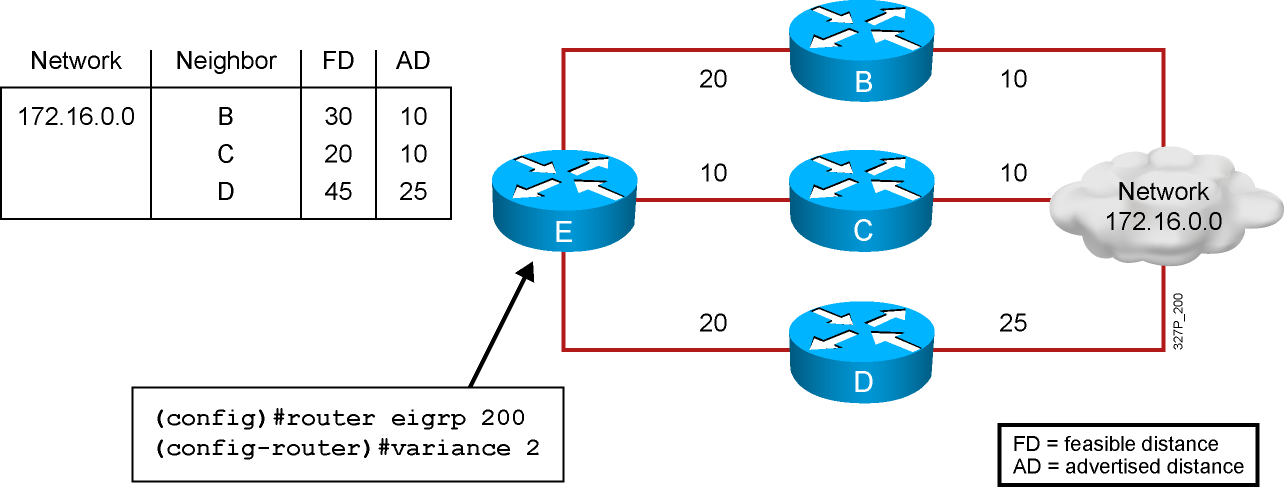 Network Neighbor FD AD
172.16.0.0 B 30 10
C 20 10
D 45 25
20 B 10
10 10
E C
Network
172.16.0.0
20 25
D
327P_200
(config)#router eigrp 200
(config-router)#variance 2
FD = feasible distance
AD = advertised distance